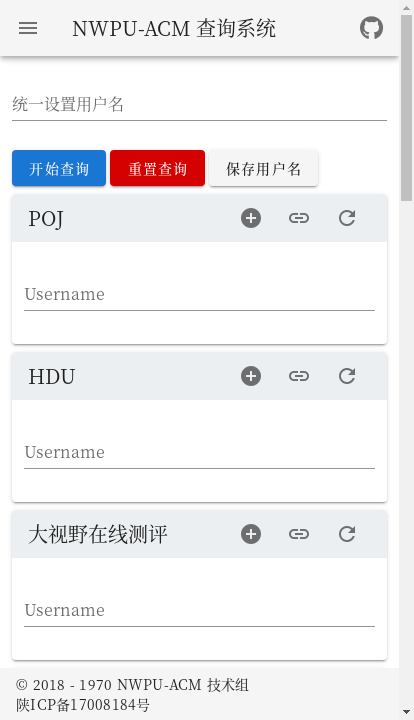 NWPU-ACM 查询系统
统一设置用户名
开始查询 重置查询 保存用户名
POJ
Username
HDU
Username
大视野在线测评
Username
© 2018 - 1970 NWPU-ACM 技术组
陕ICP备17008184号